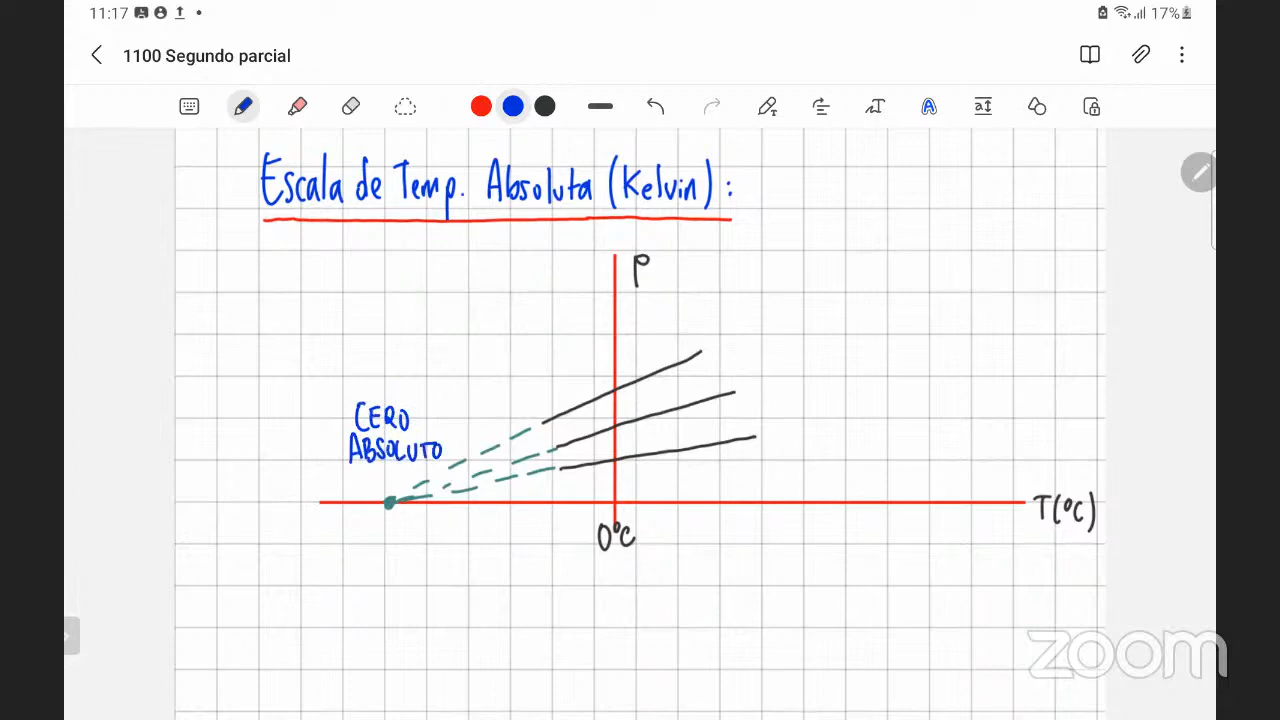 11:17
17%
1100 Segundo parcial
Escala de Temp. Absoluta (Kelvin) :
P
CERO
ABSOLUTO
T(°C)
0°C
zoom